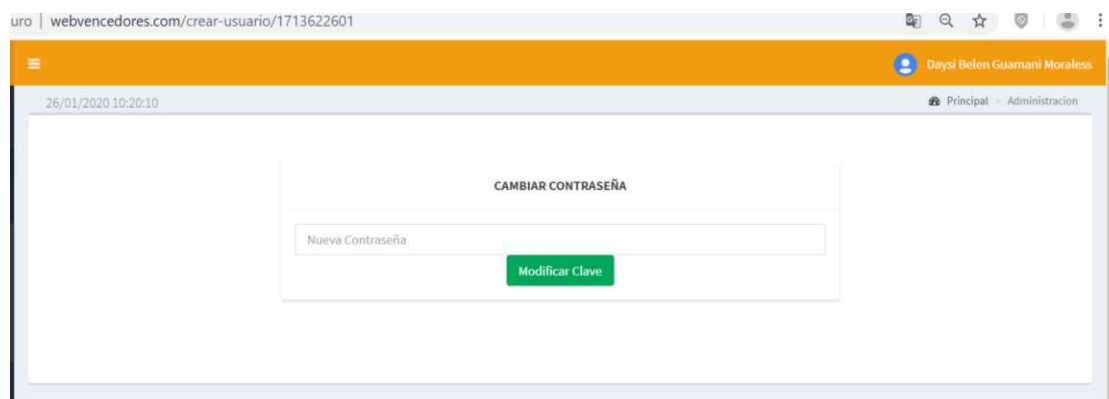 uro | webvencedores.com/crear-usuario/1713622601
Daysi Belen Guamani Moraless
26/01/2020 10:20:10
Principal > Administracion
CAMBIAR CONTRASEÑA
Nueva Contraseña
Modificar Clave